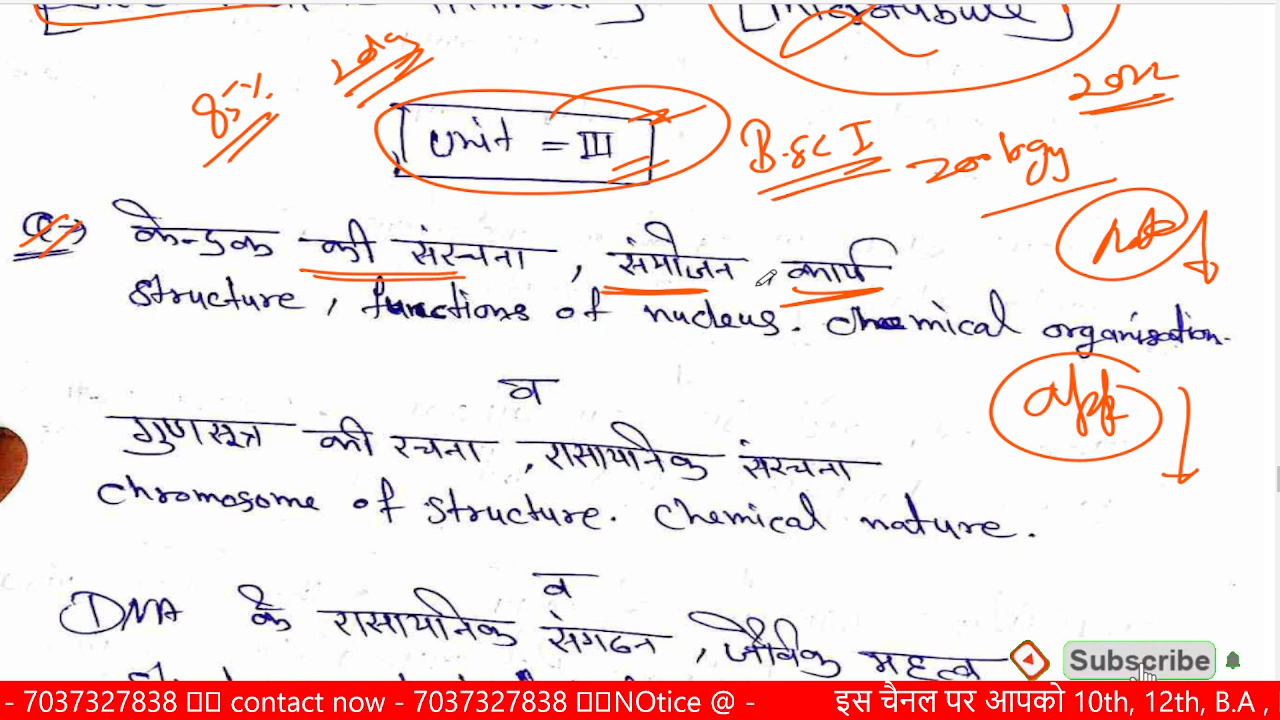 [Microtubule]
85%
2022
Unit = III
B.Sc I
केन्द्रक की संरचना , संयोजन , कार्य
Structure, functions of nucleus. Chemical organisation.
व
गुणसूत्र की रचना , रासायनिक संरचना
Chromosome of structure. Chemical nature.
व
DNA के रासायनिक संगठन , जैविक महत्व
Subscribe
- 7037327838 contact now - 7037327838 NOtice @ - इस चैनल पर आपको 10th, 12th, B.A ,